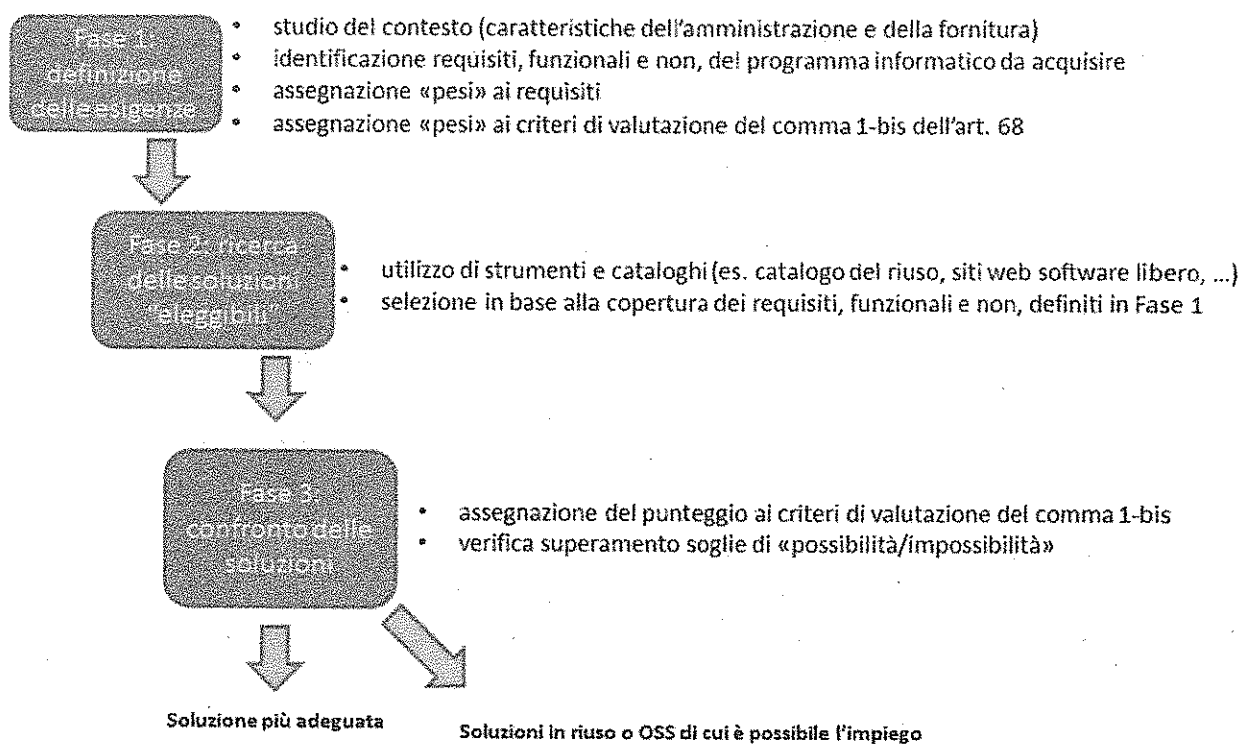 Fase 1:
definizione
delle esigenze
• studio del contesto (caratteristiche dell'amministrazione e della fornitura)
• identificazione requisiti, funzionali e non, del programma informatico da acquisire
• assegnazione «pesi» ai requisiti
• assegnazione «pesi» ai criteri di valutazione del comma 1-bis dell'art. 68
Fase 2: ricerca
delle soluzioni
"eleggibili"
• utilizzo di strumenti e cataloghi (es. catalogo del riuso, siti web software libero, ...)
• selezione in base alla copertura dei requisiti, funzionali e non, definiti in Fase 1
Fase 3:
confronto delle
soluzioni
• assegnazione del punteggio ai criteri di valutazione del comma 1-bis
• verifica superamento soglie di «possibilità/impossibilità»
Soluzione più adeguata
Soluzioni in riuso o OSS di cui è possibile l'impiego